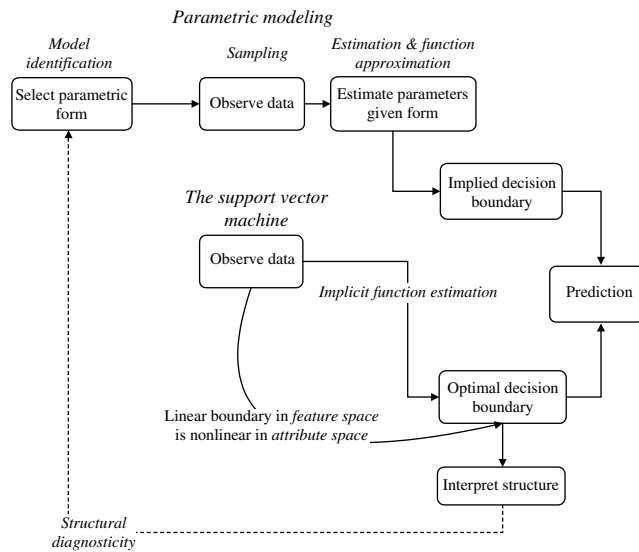 Parametric modeling
Model
identification
Sampling
Estimation & function
approximation
Select parametric
form
Observe data
Estimate parameters
given form
Implied decision
boundary
The support vector
machine
Observe data
Implicit function estimation
Prediction
Optimal decision
boundary
Linear boundary in feature space
is nonlinear in attribute space
Interpret structure
Structural
diagnosticity